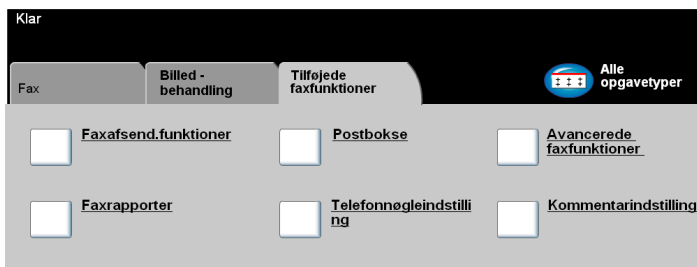 Klar
Fax
Billed -
behandling
Tilføjede
faxfunktioner
Alle
opgavetyper
Faxafsend.funktioner
Postbokse
Avancerede
faxfunktioner
Faxrapporter
Telefonnøgleindstilli
ng
Kommentarindstilling